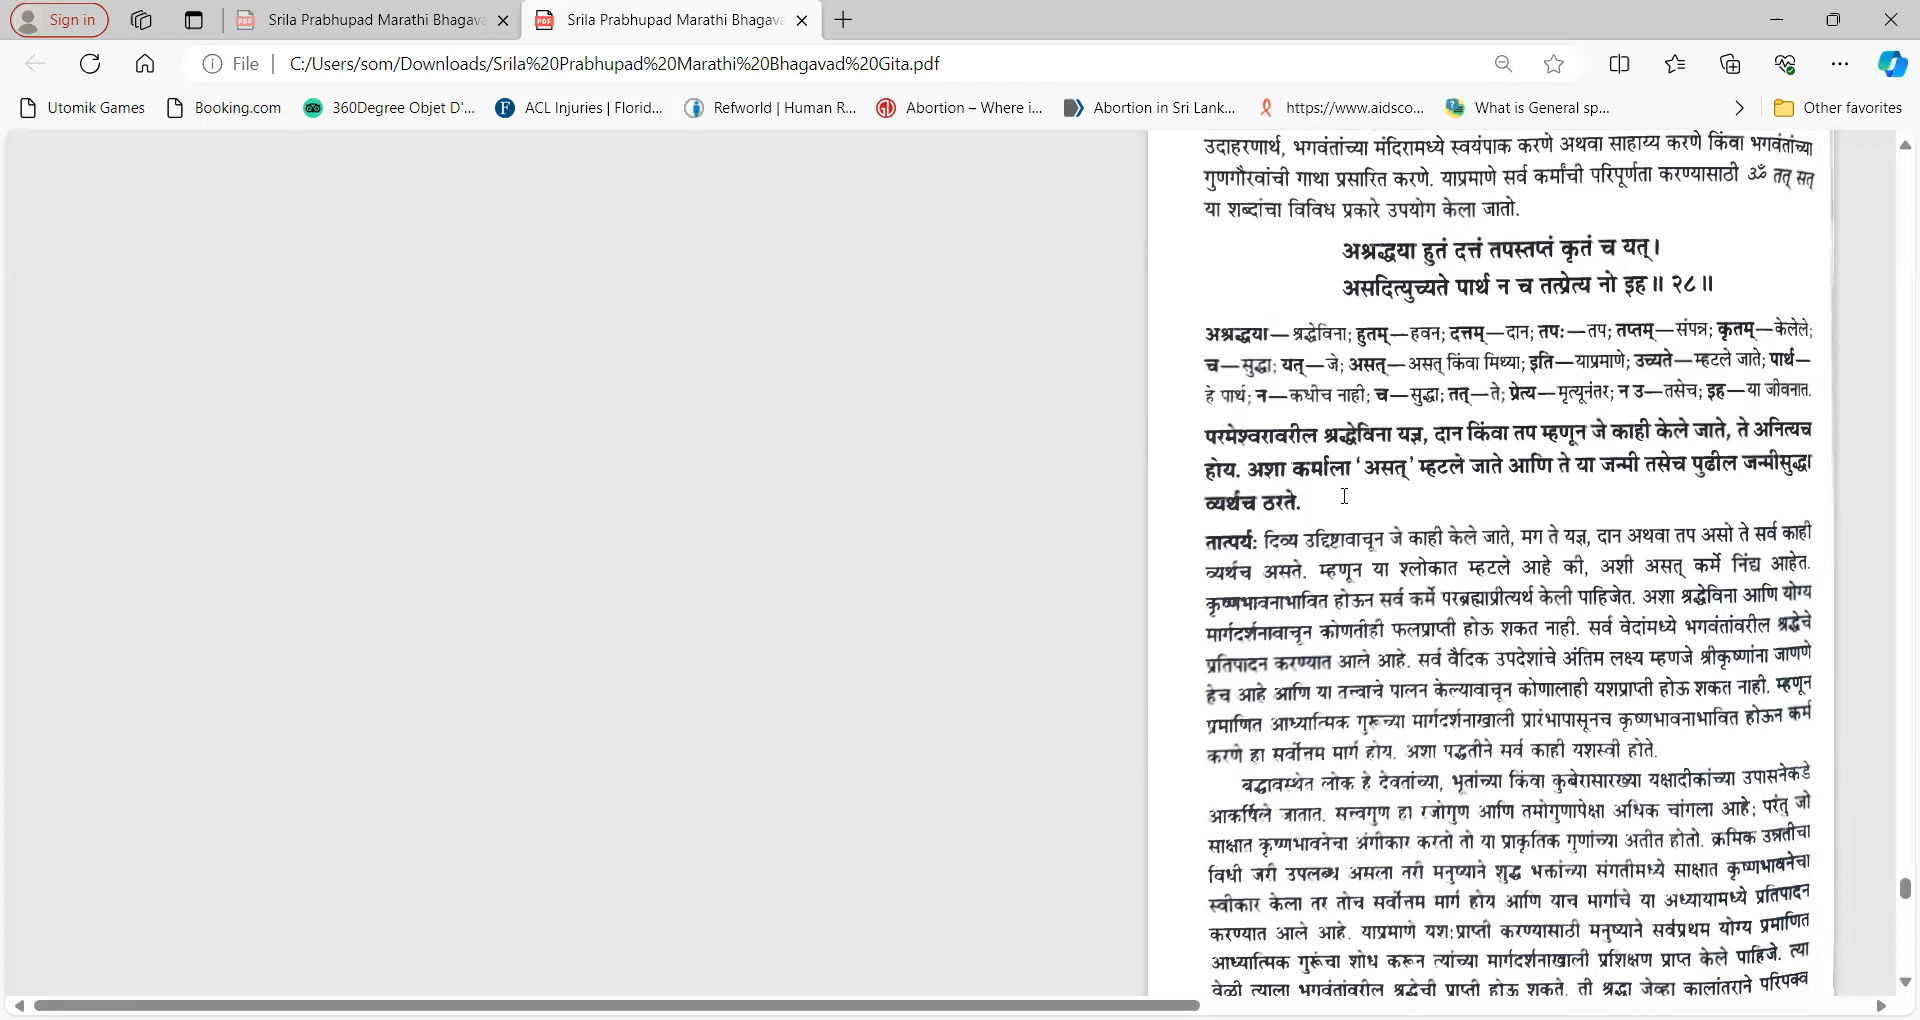 Sign in
Srila Prabhupad Marathi Bhagava
Srila Prabhupad Marathi Bhagava
File
C:/Users/som/Downloads/Srila%20Prabhupad%20Marathi%20Bhagavad%20Gita.pdf
Utomik Games
Booking.com
360Degree Objet D'...
ACL Injuries | Florid...
Refworld | Human R...
Abortion – Where i...
Abortion in Sri Lank...
https://www.aidsco...
What is General sp...
Other favorites
उदाहरणार्थ, भगवंतांच्या मंदिरामध्ये स्वयंपाक करणे अथवा साहाय्य करणे किंवा भगवंतांच्या
गुणगौरवांची गाथा प्रसारित करणे. याप्रमाणे सर्व कर्मांची परिपूर्णता करण्यासाठी ॐ तत् सत्
या शब्दांचा विविध प्रकारे उपयोग केला जातो.
अश्रद्धया हुतं दत्तं तपस्तप्तं कृतं च यत्।
असदित्युच्यते पार्थ न च तत्प्रेत्य नो इह॥ २८॥
अश्रद्धया—श्रद्धेविना; हुतम्—हवन; दत्तम्—दान; तपः—तप; तप्तम्—संपन्न; कृतम्—केलेले;
च—सुद्धा; यत्—जे; असत्—असत् किंवा मिथ्या; इति—याप्रमाणे; उच्यते—म्हटले जाते; पार्थ—
हे पार्थ; न—कधीच नाही; च—सुद्धा; तत्—ते; प्रेत्य—मृत्यूनंतर; न उ—तसेच; इह—या जीवनात.
परमेश्वरावरील श्रद्धेविना यज्ञ, दान किंवा तप म्हणून जे काही केले जाते, ते अनित्यच
होय. अशा कर्माला 'असत्' म्हटले जाते आणि ते या जन्मी तसेच पुढील जन्मीसुद्धा
व्यर्थच ठरते.
तात्पर्य: दिव्य उद्दिष्टावाचून जे काही केले जाते, मग ते यज्ञ, दान अथवा तप असो ते सर्व काही
व्यर्थच असते. म्हणून या श्लोकात म्हटले आहे की, अशी असत् कर्मे निंद्य आहेत.
कृष्णभावनाभावित होऊन सर्व कर्मे परब्रह्माप्रीत्यर्थ केली पाहिजेत. अशा श्रद्धेविना आणि योग्य
मार्गदर्शनावाचून कोणतीही फलप्राप्ती होऊ शकत नाही. सर्व वेदांमध्ये भगवंतांवरील श्रद्धेचे
प्रतिपादन करण्यात आले आहे. सर्व वैदिक उपदेशांचे अंतिम लक्ष्य म्हणजे श्रीकृष्णांना जाणणे
हेच आहे आणि या तत्त्वाचे पालन केल्यावाचून कोणालाही यशप्राप्ती होऊ शकत नाही. म्हणून
प्रमाणित आध्यात्मिक गुरूच्या मार्गदर्शनाखाली प्रारंभापासूनच कृष्णभावनाभावित होऊन कर्म
करणे हा सर्वोत्तम मार्ग होय. अशा पद्धतीने सर्व काही यशस्वी होते.
बद्धावस्थेत लोक हे देवतांच्या, भूतांच्या किंवा कुबेरासारख्या यक्षादीकांच्या उपासनेकडे
आकर्षिले जातात. सत्त्वगुण हा रजोगुण आणि तमोगुणापेक्षा अधिक चांगला आहे; परंतु जो
साक्षात कृष्णभावनेचा अंगीकार करतो तो या प्राकृतिक गुणांच्या अतीत होतो. क्रमिक उन्नतीचा
विधी जरी उपलब्ध असला तरी मनुष्याने शुद्ध भक्तांच्या संगतीमध्ये साक्षात कृष्णभावनेचा
स्वीकार केला तर तोच सर्वोत्तम मार्ग होय आणि याच मार्गाचे या अध्यायामध्ये प्रतिपादन
करण्यात आले आहे. याप्रमाणे यश:प्राप्ती करण्यासाठी मनुष्याने सर्वप्रथम योग्य प्रमाणित
आध्यात्मिक गुरूंचा शोध करून त्यांच्या मार्गदर्शनाखाली प्रशिक्षण प्राप्त केले पाहिजे. त्या
वेळी त्याला भगवंतांवरील श्रद्धेची प्राप्ती होऊ शकते. ती श्रद्धा जेव्हा कालांतराने परिपक्व